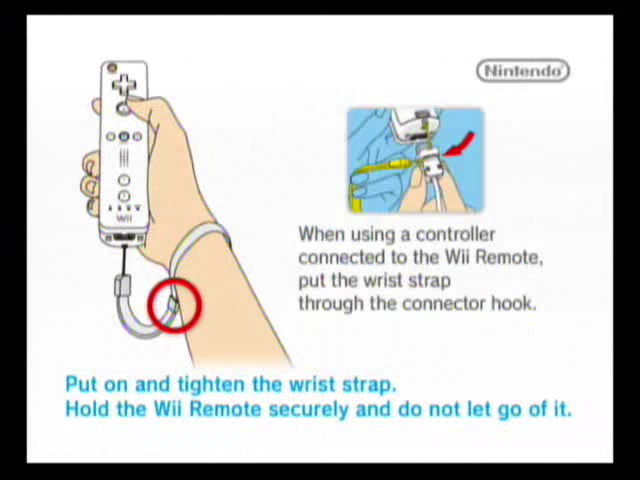 Nintendo
Wii
When using a controller
connected to the Wii Remote,
put the wrist strap
through the connector hook.
Put on and tighten the wrist strap.
Hold the Wii Remote securely and do not let go of it.